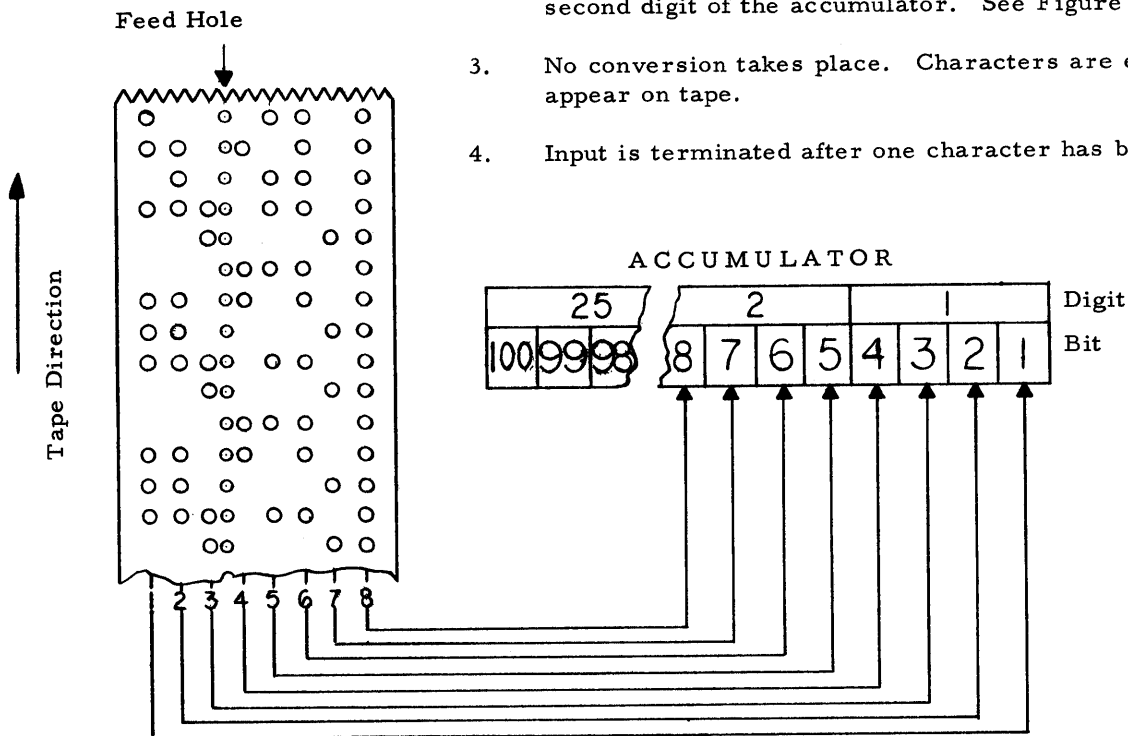 second digit of the accumulator. See Figure
Feed Hole
3. No conversion takes place. Characters are
appear on tape.
4. Input is terminated after one character has
Tape Direction
ACCUMULATOR
25 2 1 Digit
100 99 98 8 7 6 5 4 3 2 1 Bit
2 3 4 5 6 7 8